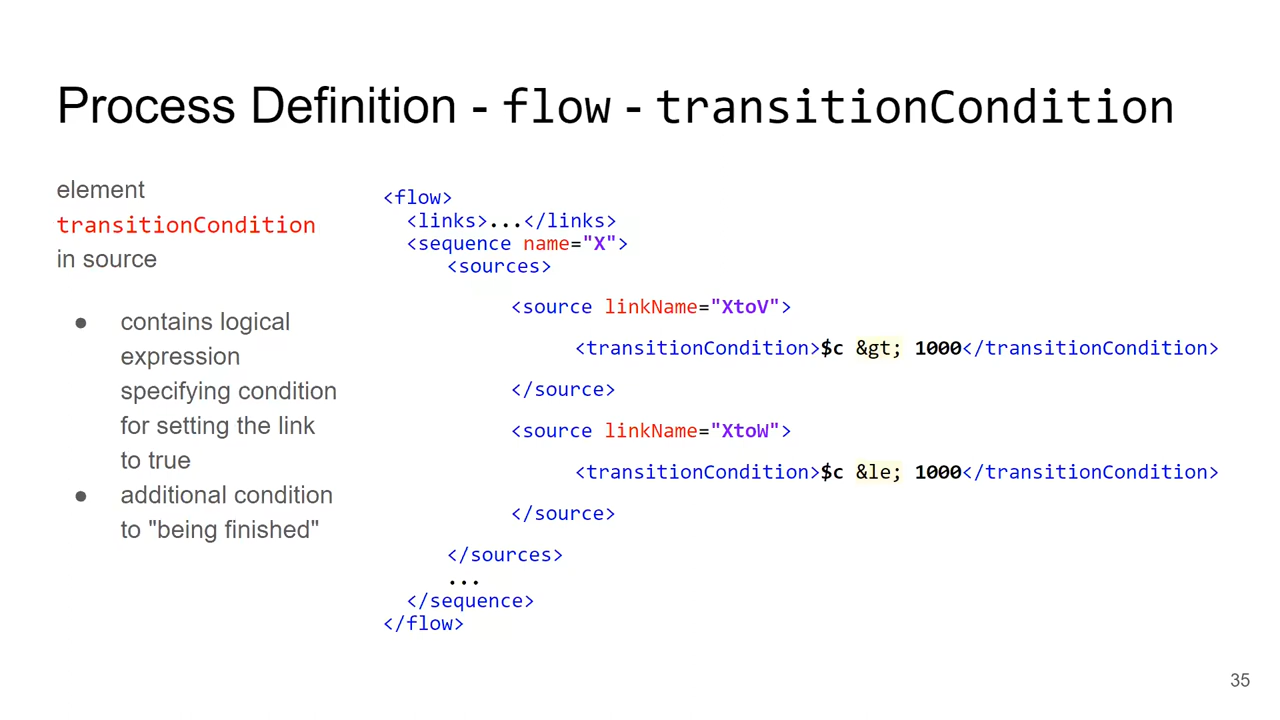 Process Definition - flow - transitionCondition
element
transitionCondition
in source
● contains logical
expression
specifying condition
for setting the link
to true
● additional condition
to "being finished"
<flow>
<links>...</links>
<sequence name="X">
<sources>
<source linkName="XtoV">
<transitionCondition>$c &gt; 1000</transitionCondition>
</source>
<source linkName="XtoW">
<transitionCondition>$c &le; 1000</transitionCondition>
</source>
</sources>
...
</sequence>
</flow>
35